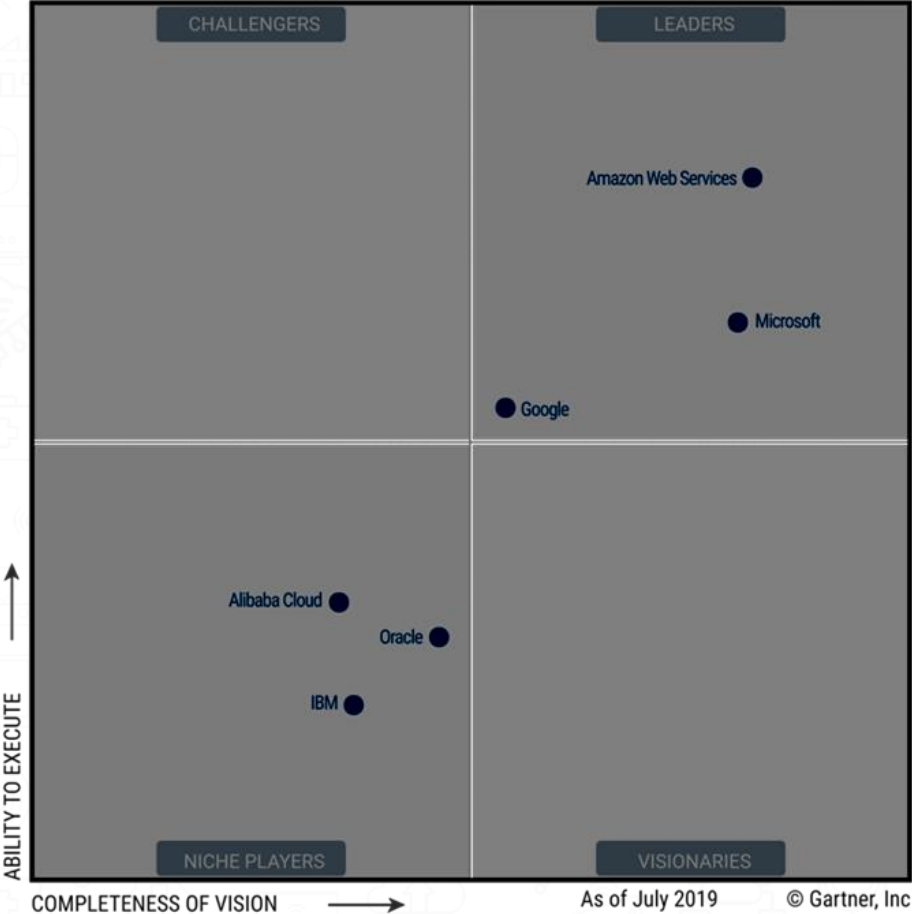 CHALLENGERS
LEADERS
Amazon Web Services
Microsoft
Google
Alibaba Cloud
Oracle
IBM
ABILITY TO EXECUTE
NICHE PLAYERS
VISIONARIES
COMPLETENESS OF VISION
As of July 2019
© Gartner, Inc